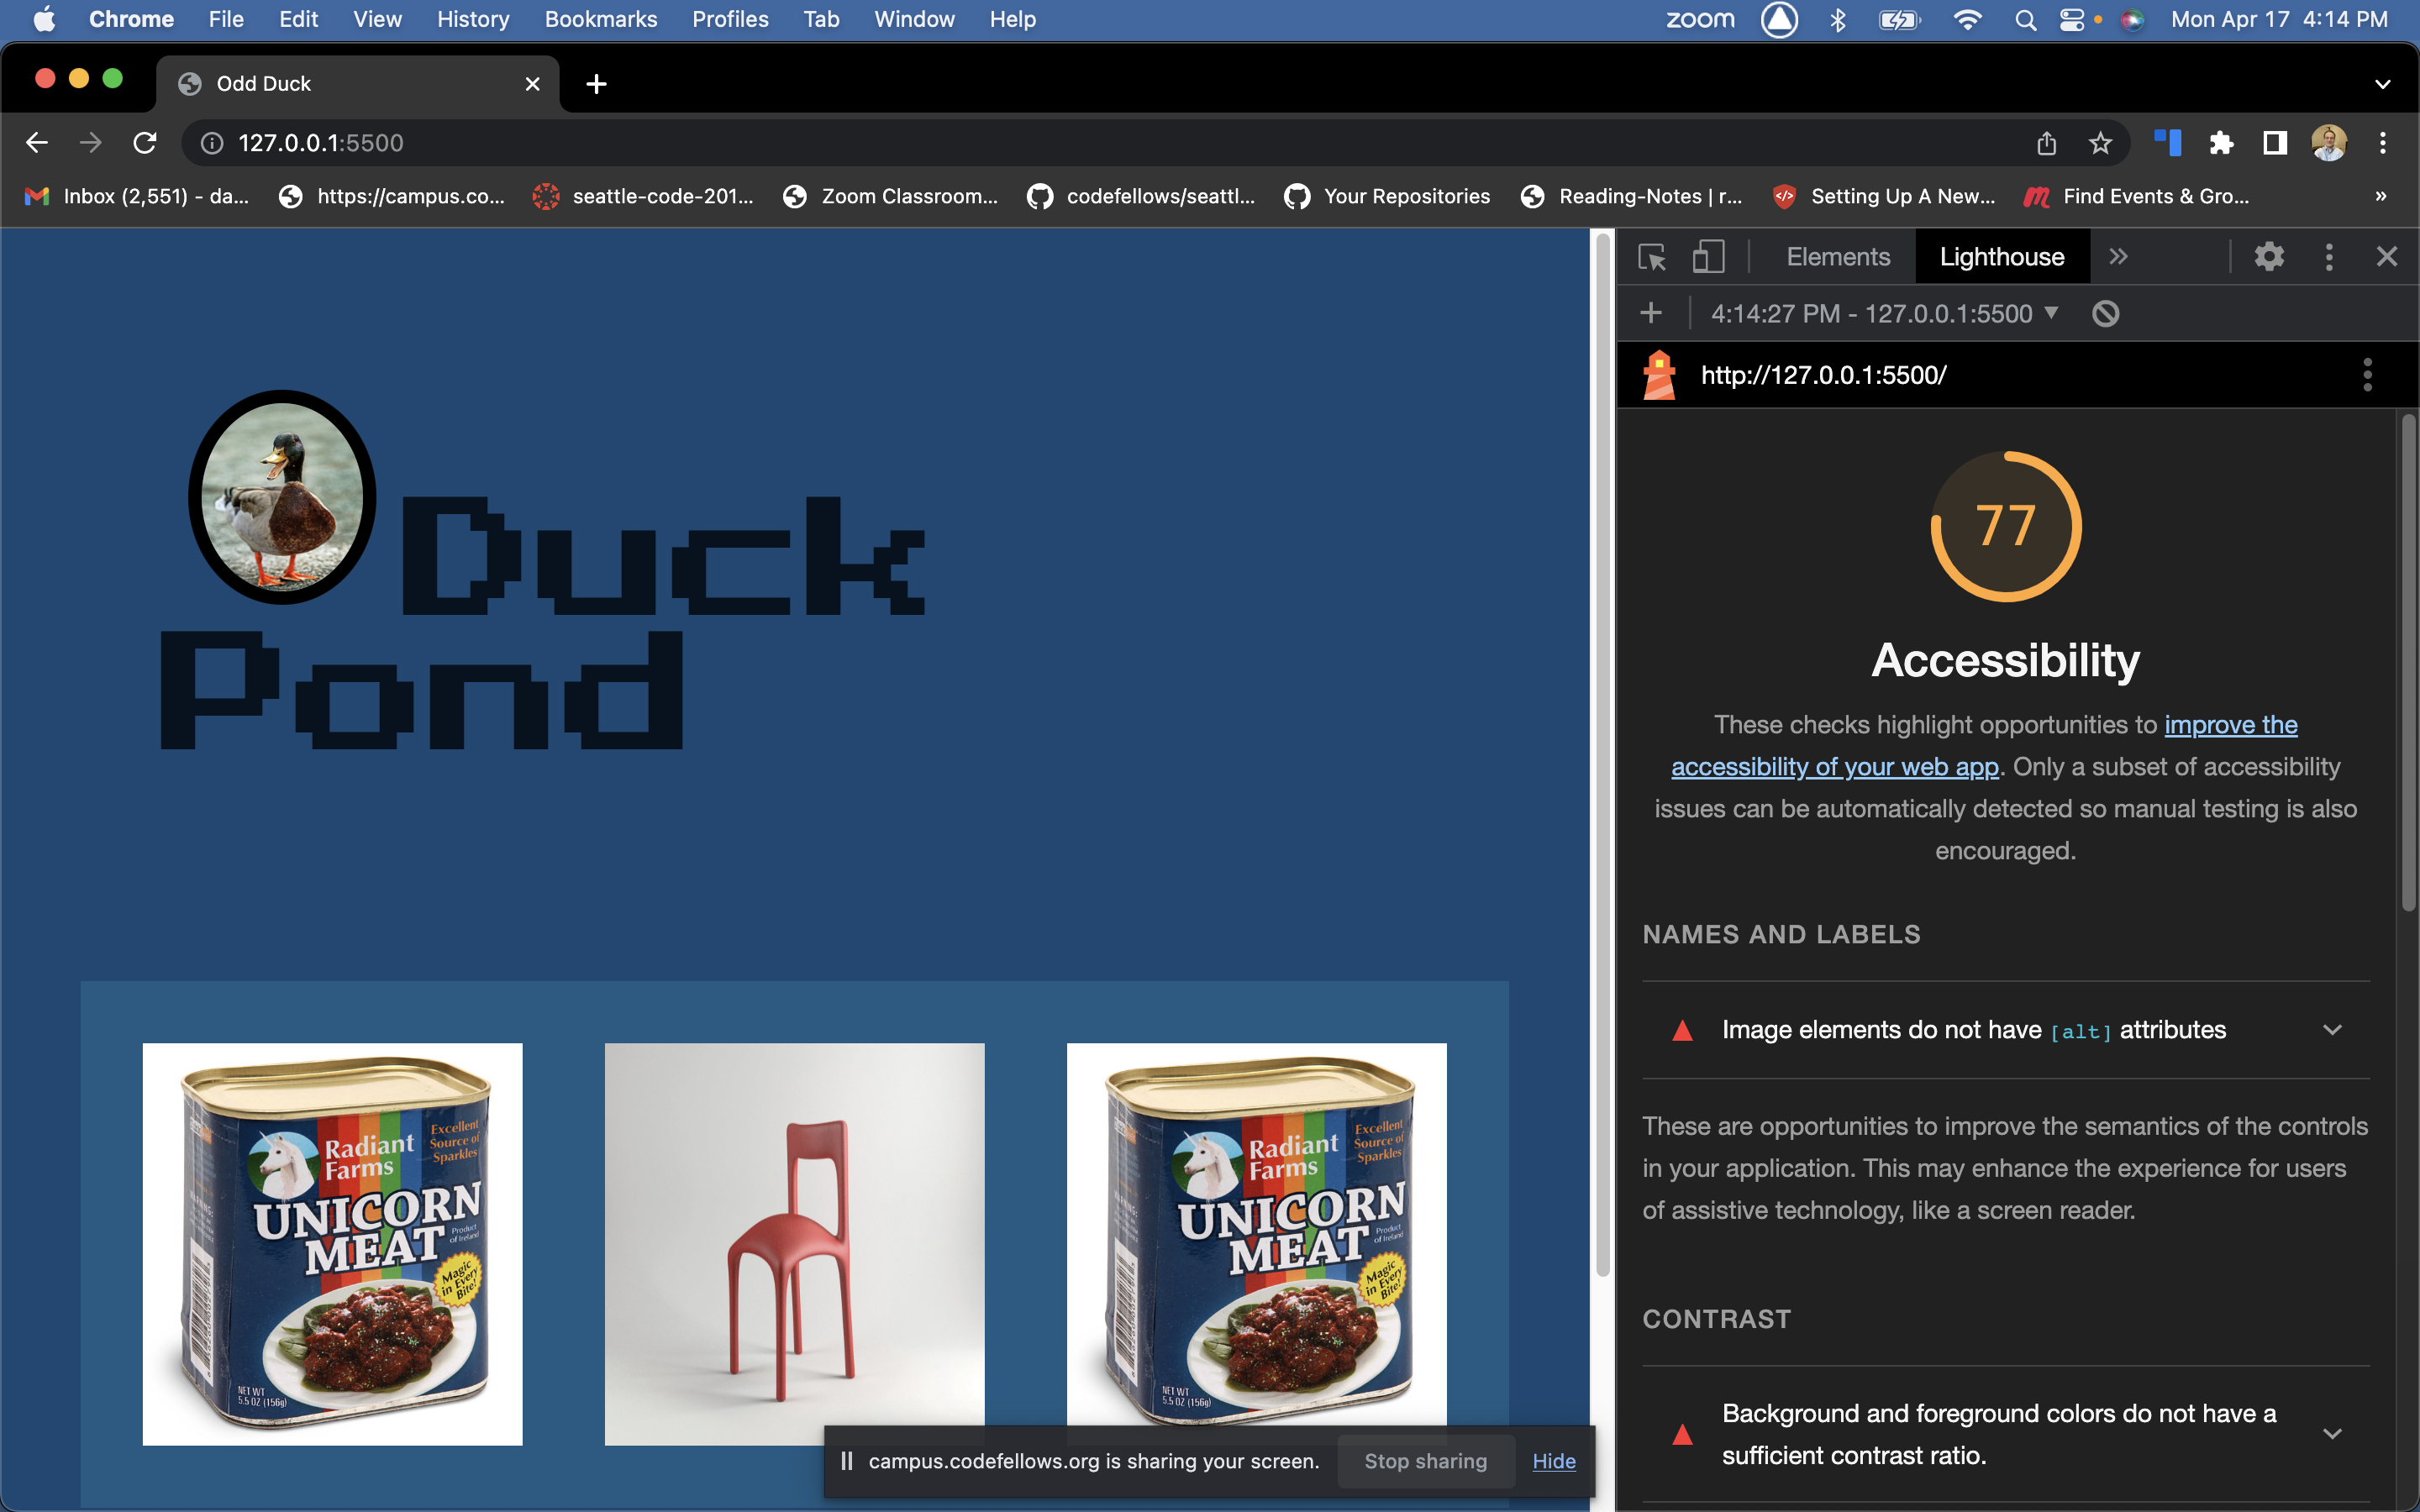 Chrome File Edit View History Bookmarks Profiles Tab Window Help zoom Mon Apr 17 4:14 PM
Odd Duck
127.0.0.1:5500
Inbox (2,551) - da... https://campus.co... seattle-code-201... Zoom Classroom... codefellows/seattl... Your Repositories Reading-Notes | r... Setting Up A New... Find Events & Gro... »
Elements Lighthouse »
4:14:27 PM - 127.0.0.1:5500
http://127.0.0.1:5500/
Duck
Pond
77
Accessibility
These checks highlight opportunities to improve the
accessibility of your web app. Only a subset of accessibility
issues can be automatically detected so manual testing is also
encouraged.
NAMES AND LABELS
Image elements do not have [alt] attributes
These are opportunities to improve the semantics of the controls
in your application. This may enhance the experience for users
of assistive technology, like a screen reader.
CONTRAST
Background and foreground colors do not have a
sufficient contrast ratio.
Radiant
Farms
Excellent
Source of
Sparkles
UNICORN
MEAT
Product
of Ireland
Magic
in Every
Bite!
NET WT
5.5 OZ (156g)
Radiant
Farms
Excellent
Source of
Sparkles
UNICORN
MEAT
Product
of Ireland
Magic
in Every
Bite!
NET WT
5.5 OZ (156g)
campus.codefellows.org is sharing your screen. Stop sharing Hide